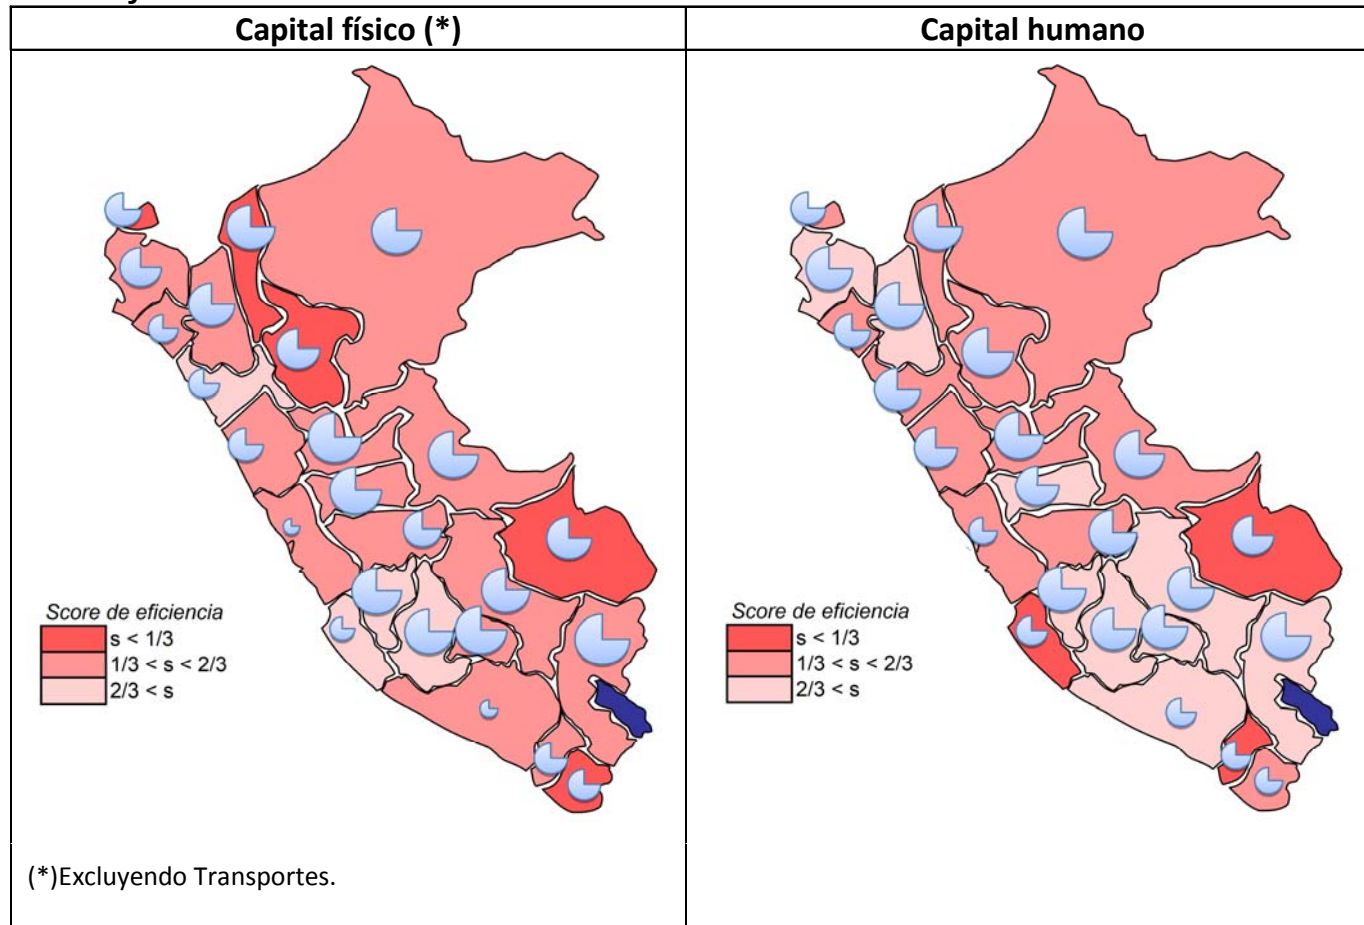 Capital físico (*)
Capital humano
Score de eficiencia
s < 1/3
1/3 < s < 2/3
2/3 < s
Score de eficiencia
s < 1/3
1/3 < s < 2/3
2/3 < s
(*)Excluyendo Transportes.